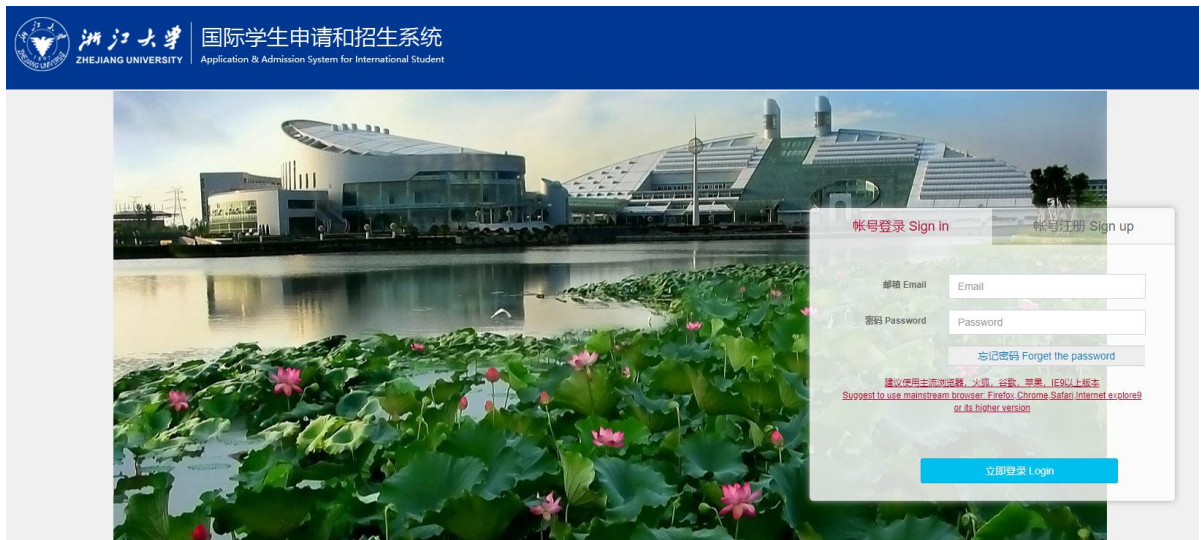 浙江大学
ZHEJIANG UNIVERSITY
国际学生申请和招生系统
Application & Admission System for International Student
帐号登录 Sign in
帐号注册 Sign up
邮箱 Email
Email
密码 Password
Password
忘记密码 Forget the password
建议使用主流浏览器，火狐，谷歌，苹果，IE9以上版本
Suggest to use mainstream browser: Firefox,Chrome,Safari,Internet explore9
or its higher version
立即登录 Login